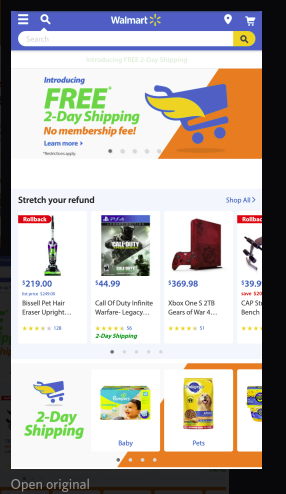 Walmart
Search
Introducing FREE 2-Day Shipping
Introducing
FREE*
2-Day Shipping
No membership fee!
Learn more ›
*Restrictions apply.
Stretch your refund
Shop All >
Rollback
Rollback
PS4
CALL OF DUTY
$219.00
$44.99
$369.98
$39.9
list price $249.00
save $20
Bissell Pet Hair
Eraser Upright…
Call Of Duty Infinite
Warfare- Legacy…
Xbox One S 2TB
Gears of War 4…
CAP St
Bench
128
56
51
2-Day Shipping
2-Day
Shipping
Pampers
Pedigree
Baby
Pets
Open original